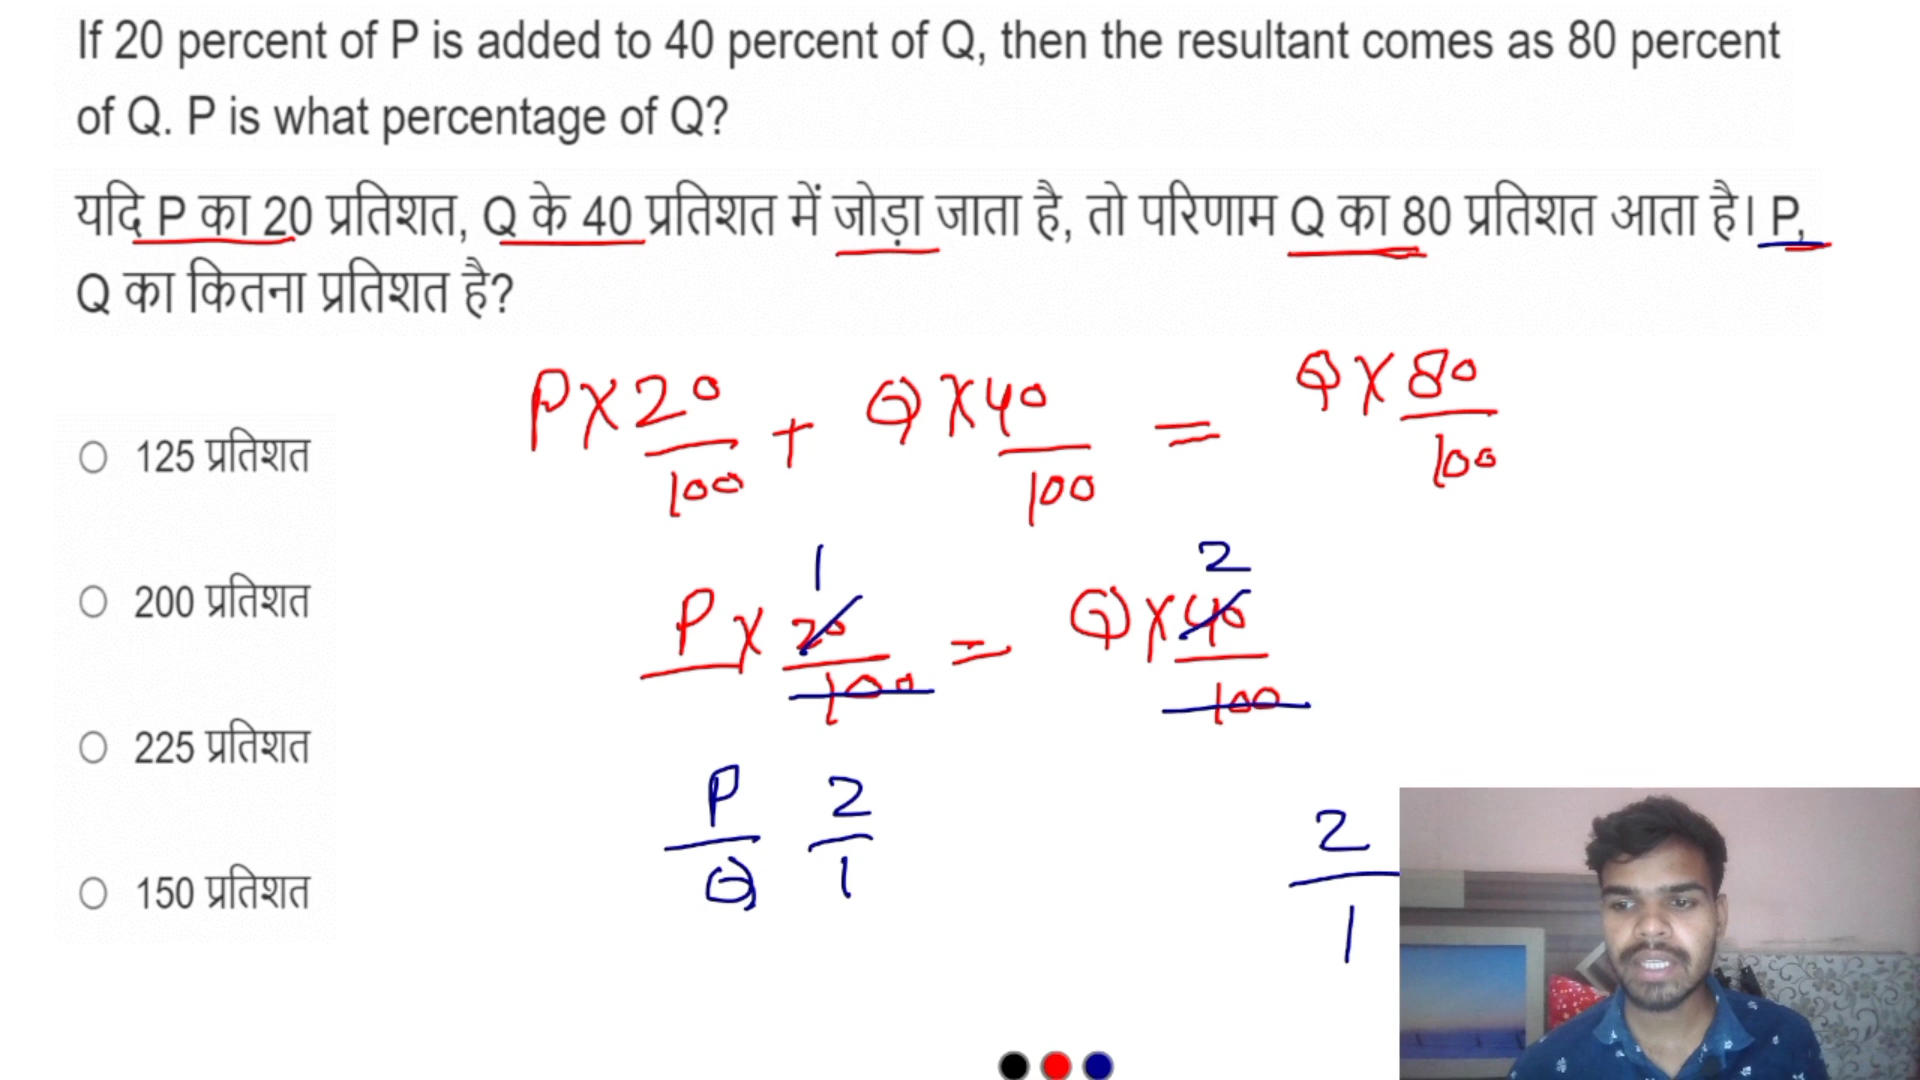 If 20 percent of P is added to 40 percent of Q, then the resultant comes as 80 percent
of Q. P is what percentage of Q?
यदि P का 20 प्रतिशत, Q के 40 प्रतिशत में जोड़ा जाता है, तो परिणाम Q का 80 प्रतिशत आता है। P,
Q का कितना प्रतिशत है?
P X 20/100 + Q X 40/100 = Q X 80/100
125 प्रतिशत
1 2
P X 20/100 = Q X 40/100
200 प्रतिशत
225 प्रतिशत
P/Q 2/1
2/1
150 प्रतिशत